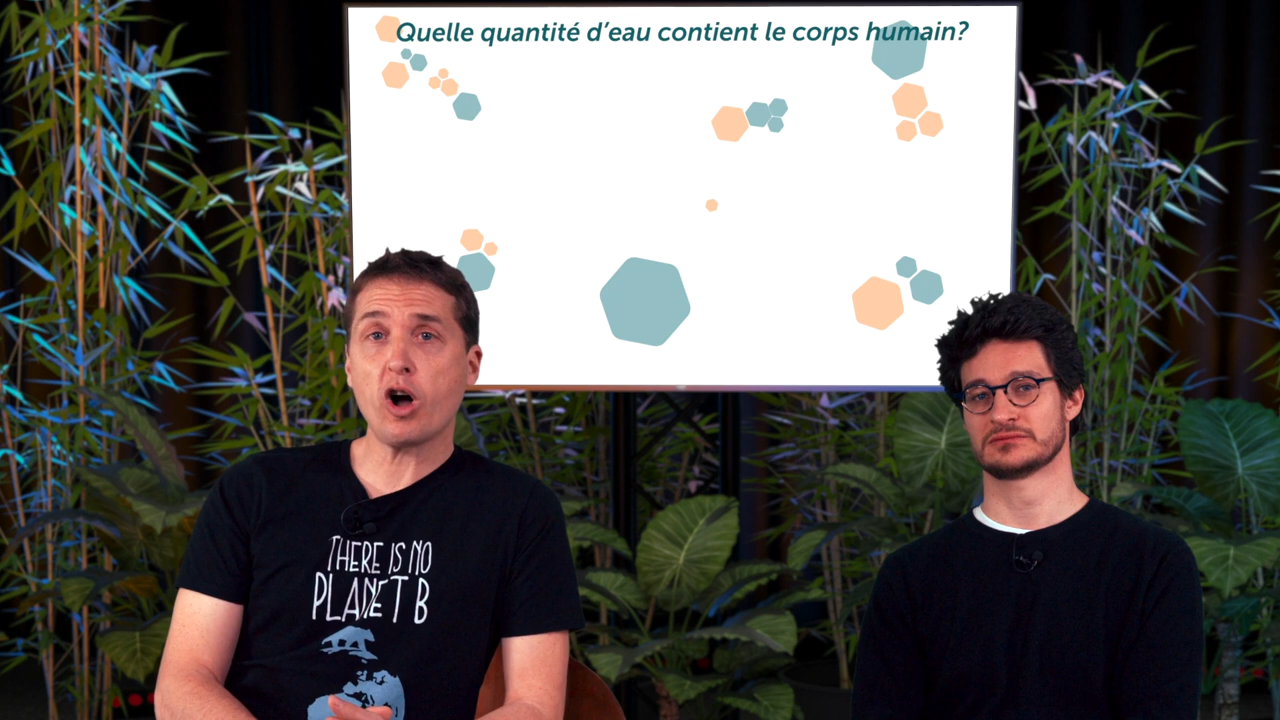 Quelle quantité d’eau contient le corps humain?
THERE IS NO
PLANET B